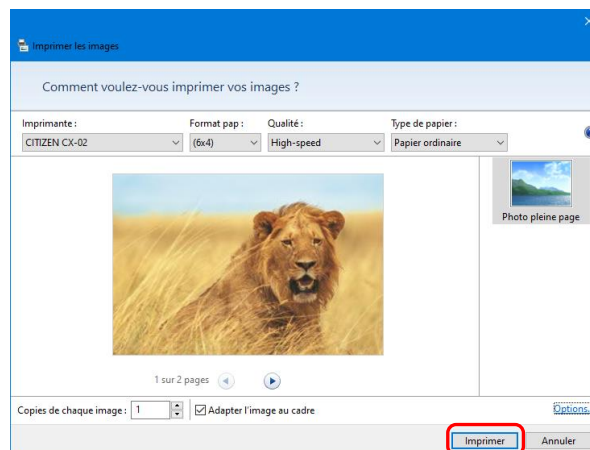 Imprimer les images
Comment voulez-vous imprimer vos images ?
Imprimante : Format pap : Qualité : Type de papier :
CITIZEN CX-02 (6x4) High-speed Papier ordinaire
Photo pleine page
1 sur 2 pages
Copies de chaque image : 1 Adapter l'image au cadre Options.
Imprimer Annuler